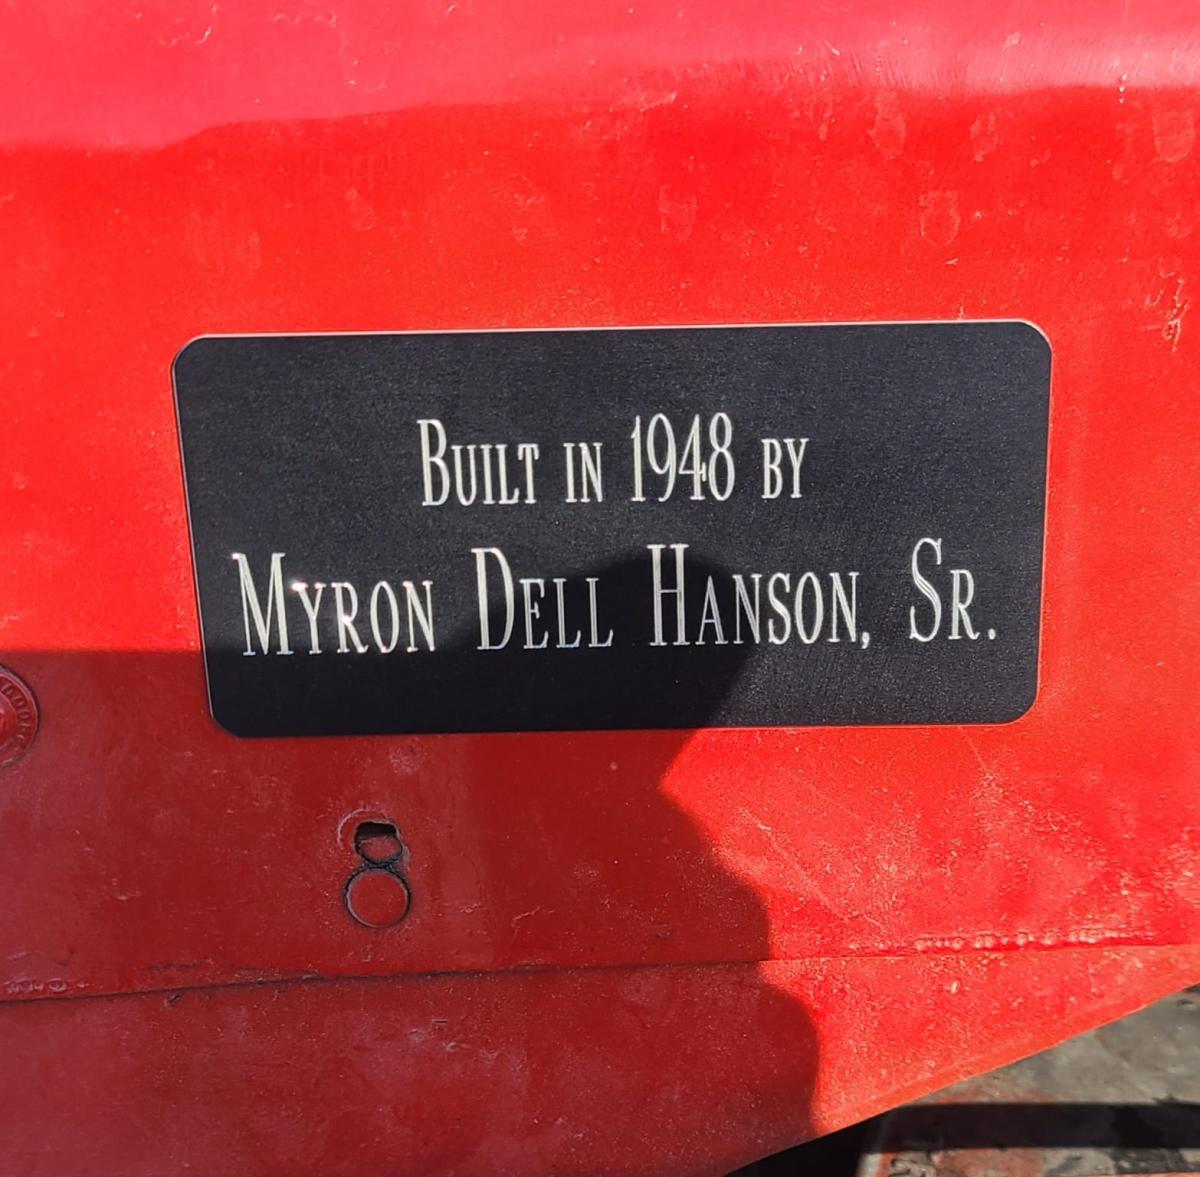 Built in 1948 by
Myron Dell Hanson, Sr.